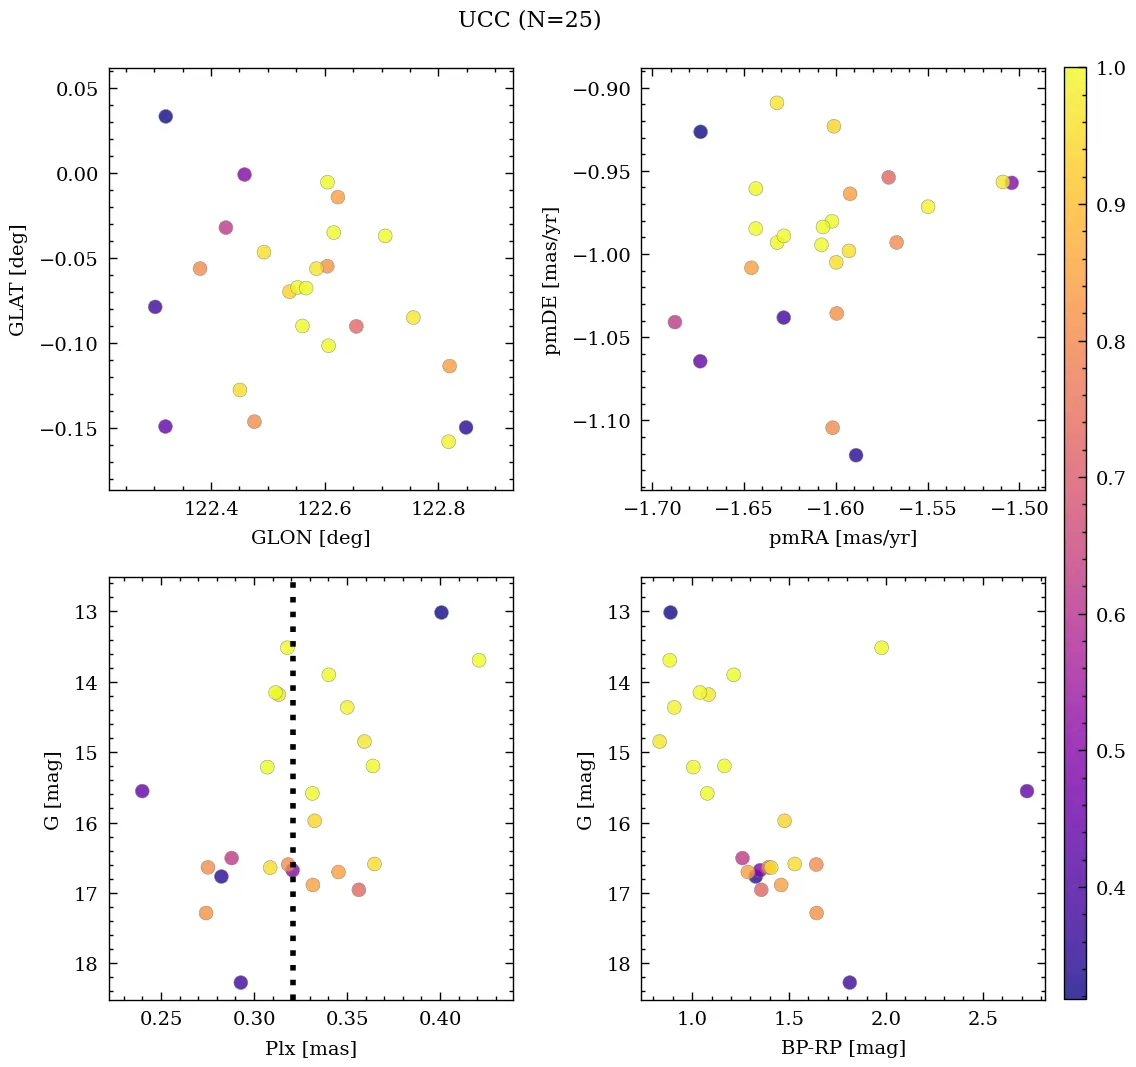 UCC (N=25)
0.05
0.00
−0.05
−0.10
−0.15
GLAT [deg]
122.4 122.6 122.8
GLON [deg]
−0.90
−0.95
−1.00
−1.05
−1.10
pmDE [mas/yr]
−1.70 −1.65 −1.60 −1.55 −1.50
pmRA [mas/yr]
13
14
15
16
17
18
G [mag]
0.25 0.30 0.35 0.40
Plx [mas]
13
14
15
16
17
18
G [mag]
1.0 1.5 2.0 2.5
BP-RP [mag]
1.0
0.9
0.8
0.7
0.6
0.5
0.4